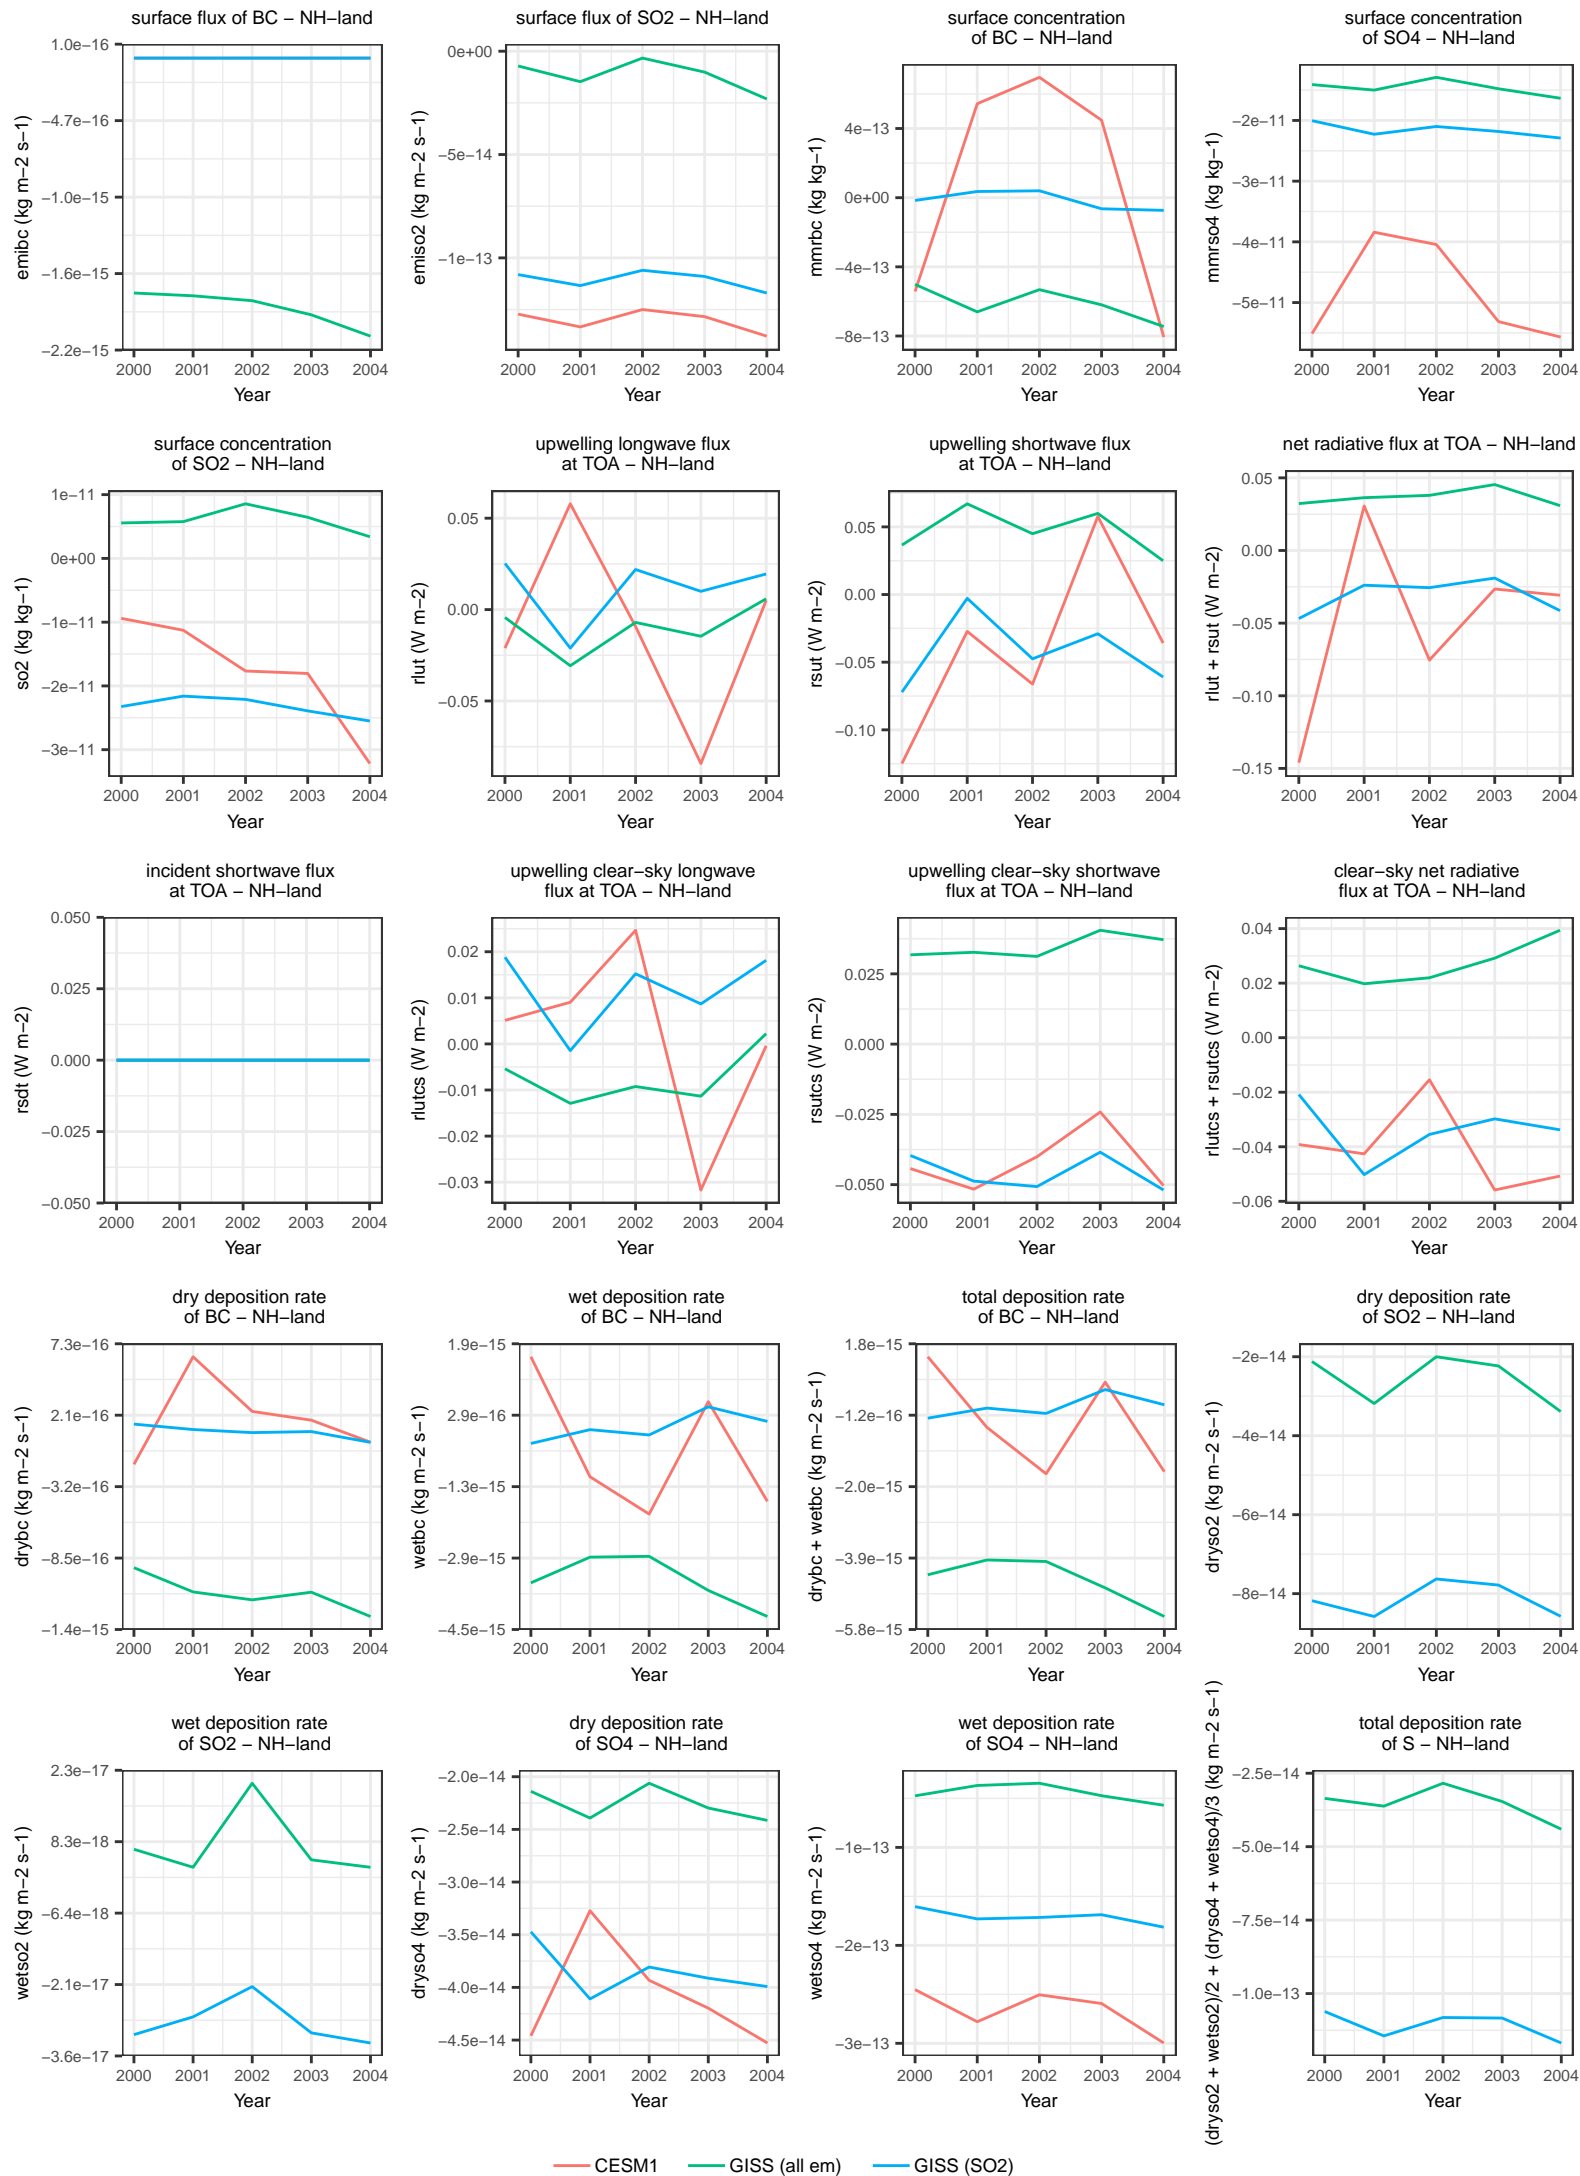 surface flux of BC − NH−land
1.0e−16
−4.7e−16
−1.0e−15
−1.6e−15
−2.2e−15
emibc (kg m−2 s−1)
2000 2001 2002 2003 2004
Year
surface flux of SO2 − NH−land
0e+00
−5e−14
−1e−13
emiso2 (kg m−2 s−1)
2000 2001 2002 2003 2004
Year
surface concentration
of BC − NH−land
4e−13
0e+00
−4e−13
−8e−13
mmrbc (kg kg−1)
2000 2001 2002 2003 2004
Year
surface concentration
of SO4 − NH−land
−2e−11
−3e−11
−4e−11
−5e−11
mmrso4 (kg kg−1)
2000 2001 2002 2003 2004
Year
surface concentration
of SO2 − NH−land
1e−11
0e+00
−1e−11
−2e−11
−3e−11
so2 (kg kg−1)
2000 2001 2002 2003 2004
Year
upwelling longwave flux
at TOA − NH−land
0.05
0.00
−0.05
rlut (W m−2)
2000 2001 2002 2003 2004
Year
upwelling shortwave flux
at TOA − NH−land
0.05
0.00
−0.05
−0.10
rsut (W m−2)
2000 2001 2002 2003 2004
Year
net radiative flux at TOA − NH−land
0.05
0.00
−0.05
−0.10
−0.15
rlut + rsut (W m−2)
2000 2001 2002 2003 2004
Year
incident shortwave flux
at TOA − NH−land
0.050
0.025
0.000
−0.025
−0.050
rsdt (W m−2)
2000 2001 2002 2003 2004
Year
upwelling clear−sky longwave
flux at TOA − NH−land
0.02
0.01
0.00
−0.01
−0.02
−0.03
rlutcs (W m−2)
2000 2001 2002 2003 2004
Year
upwelling clear−sky shortwave
flux at TOA − NH−land
0.025
0.000
−0.025
−0.050
rsutcs (W m−2)
2000 2001 2002 2003 2004
Year
clear−sky net radiative
flux at TOA − NH−land
0.04
0.02
0.00
−0.02
−0.04
−0.06
rlutcs + rsutcs (W m−2)
2000 2001 2002 2003 2004
Year
dry deposition rate
of BC − NH−land
7.3e−16
2.1e−16
−3.2e−16
−8.5e−16
−1.4e−15
drybc (kg m−2 s−1)
2000 2001 2002 2003 2004
Year
wet deposition rate
of BC − NH−land
1.9e−15
2.9e−16
−1.3e−15
−2.9e−15
−4.5e−15
wetbc (kg m−2 s−1)
2000 2001 2002 2003 2004
Year
total deposition rate
of BC − NH−land
1.8e−15
−1.2e−16
−2.0e−15
−3.9e−15
−5.8e−15
drybc + wetbc (kg m−2 s−1)
2000 2001 2002 2003 2004
Year
dry deposition rate
of SO2 − NH−land
−2e−14
−4e−14
−6e−14
−8e−14
dryso2 (kg m−2 s−1)
2000 2001 2002 2003 2004
Year
wet deposition rate
of SO2 − NH−land
2.3e−17
8.3e−18
−6.4e−18
−2.1e−17
−3.6e−17
wetso2 (kg m−2 s−1)
2000 2001 2002 2003 2004
Year
dry deposition rate
of SO4 − NH−land
−2.0e−14
−2.5e−14
−3.0e−14
−3.5e−14
−4.0e−14
−4.5e−14
dryso4 (kg m−2 s−1)
2000 2001 2002 2003 2004
Year
wet deposition rate
of SO4 − NH−land
−1e−13
−2e−13
−3e−13
wetso4 (kg m−2 s−1)
2000 2001 2002 2003 2004
Year
total deposition rate
of S − NH−land
−2.5e−14
−5.0e−14
−7.5e−14
−1.0e−13
(dryso2 + wetso2)/2 + (dryso4 + wetso4)/3 (kg m−2 s−1)
2000 2001 2002 2003 2004
Year
CESM1 GISS (all em) GISS (SO2)